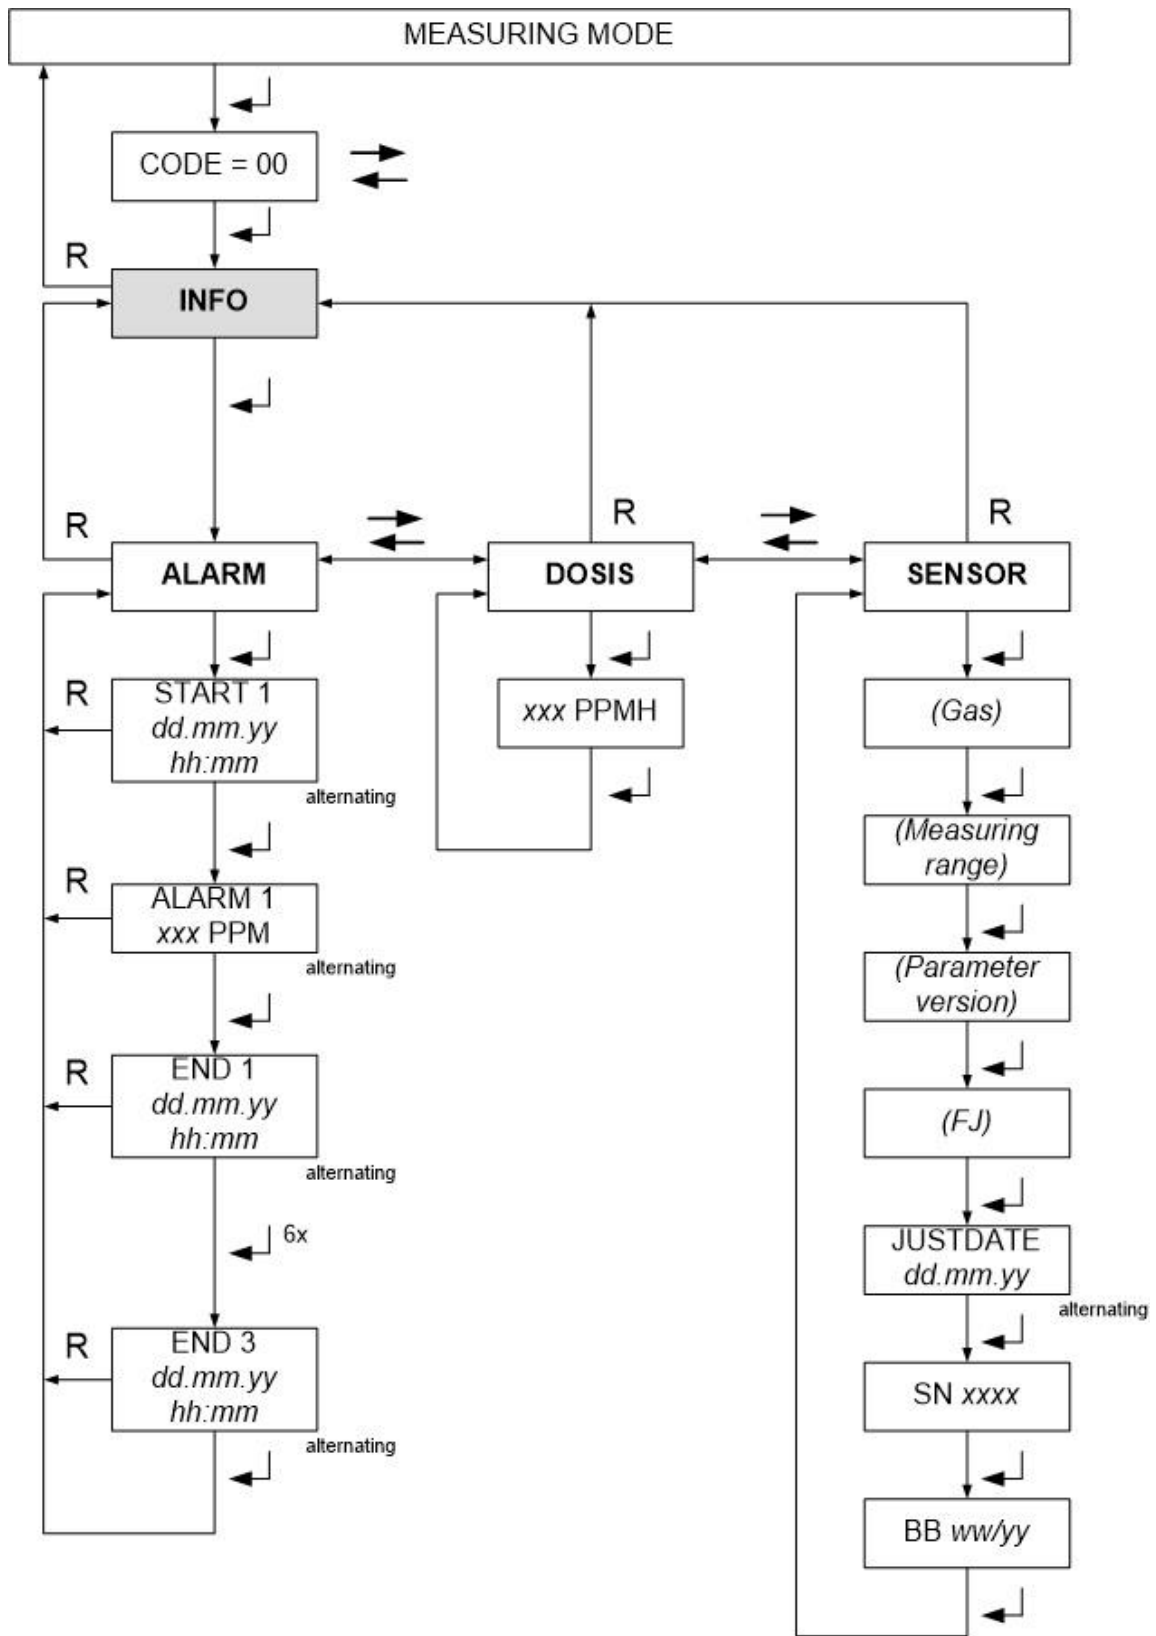 MEASURING MODE
CODE = 00
R
INFO
R
R
R
ALARM
DOSIS
SENSOR
R
START 1
dd.mm.yy
hh:mm
alternating
xxx PPMH
(Gas)
(Measuring
range)
R
ALARM 1
xxx PPM
alternating
(Parameter
version)
R
END 1
dd.mm.yy
hh:mm
alternating
(FJ)
6x
JUSTDATE
dd.mm.yy
alternating
R
END 3
dd.mm.yy
hh:mm
alternating
SN xxxx
BB ww/yy